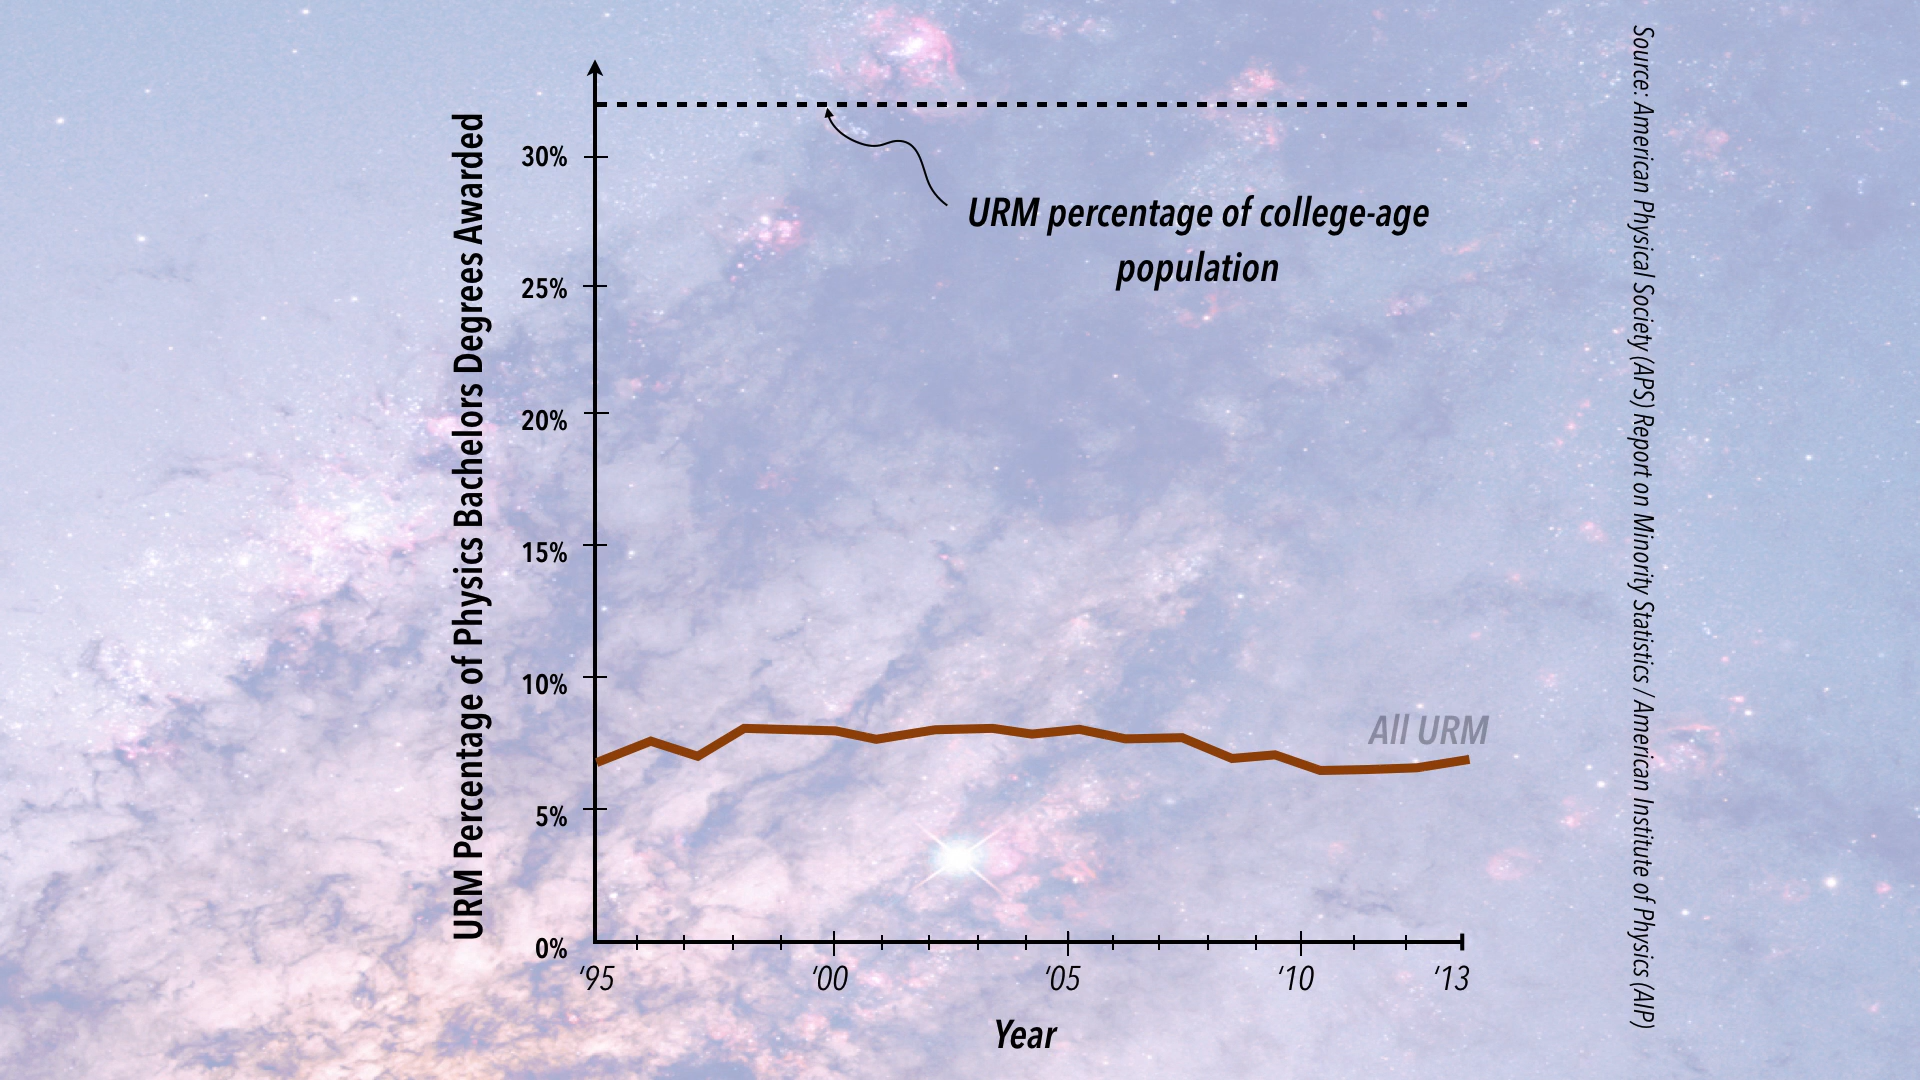 URM Percentage of Physics Bachelors Degrees Awarded
30%
25%
20%
15%
10%
5%
0%
URM percentage of college-age
population
All URM
‘95
‘00
‘05
‘10
‘13
Year
Source: American Physical Society (APS) Report on Minority Statistics / American Institute of Physics (AIP)